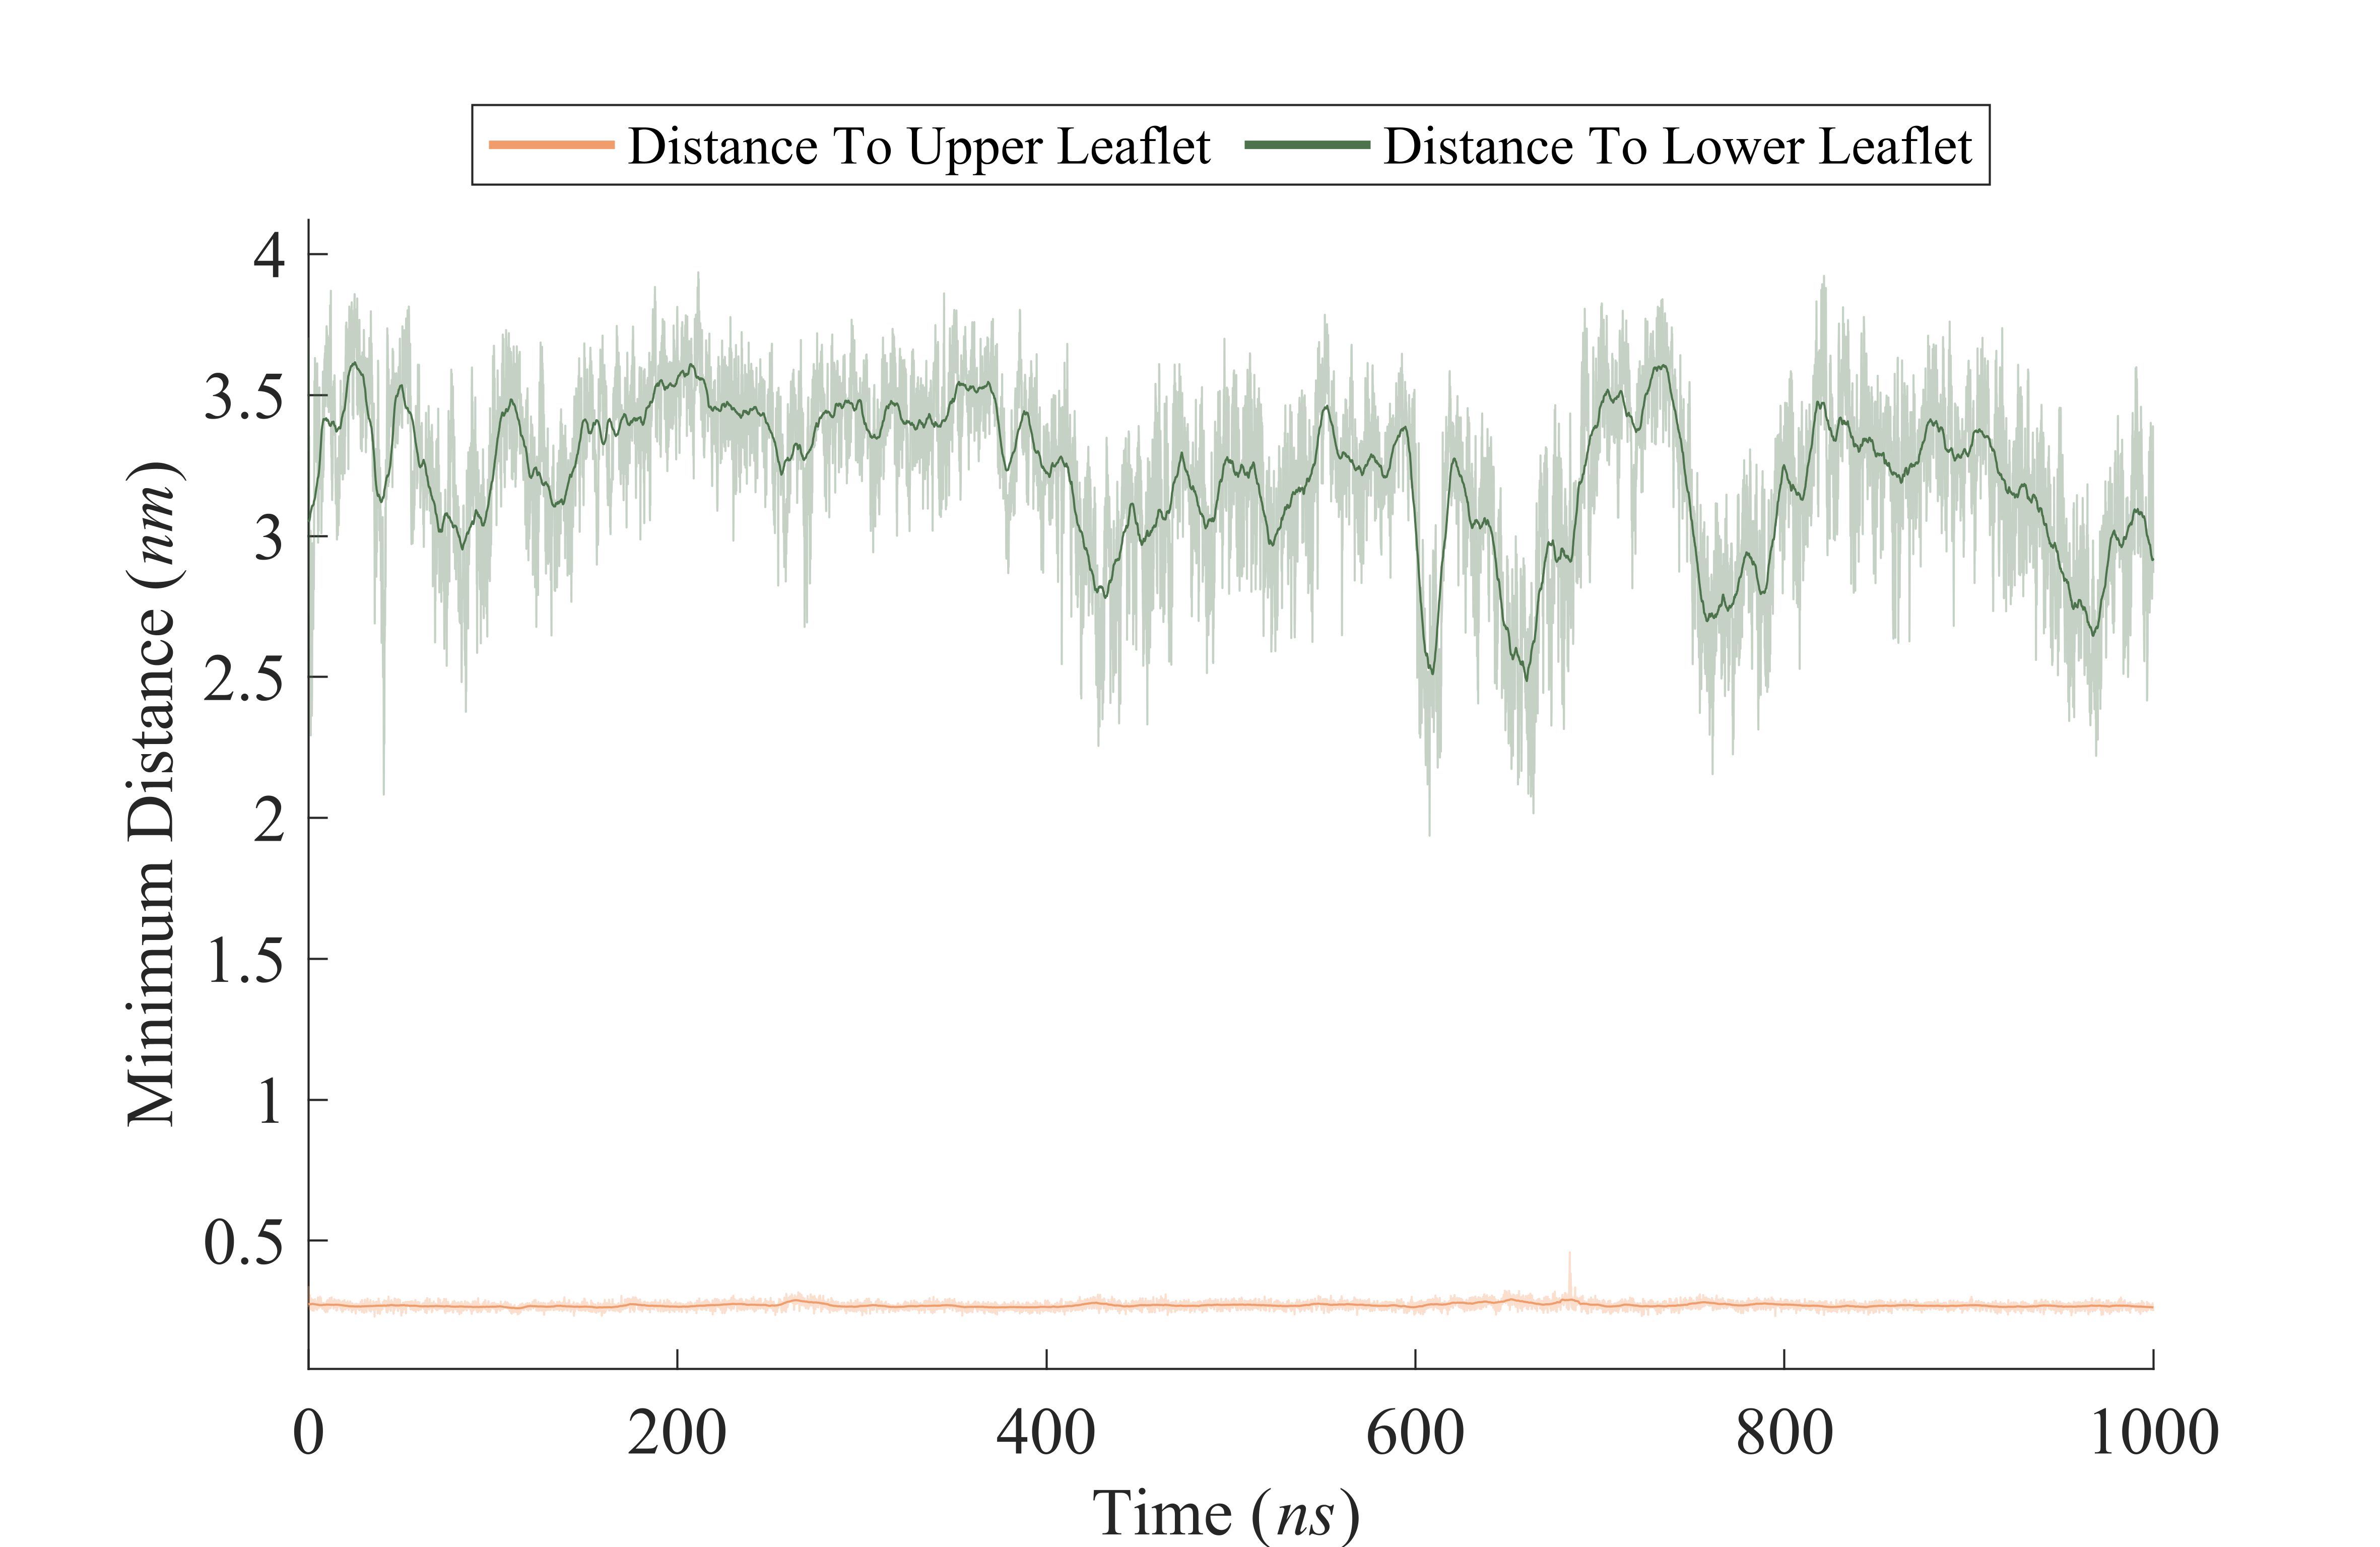 Distance To Upper Leaflet Distance To Lower Leaflet
4
3.5
3
2.5
2
1.5
1
0.5
Minimum Distance (nm)
0 200 400 600 800 1000
Time (ns)